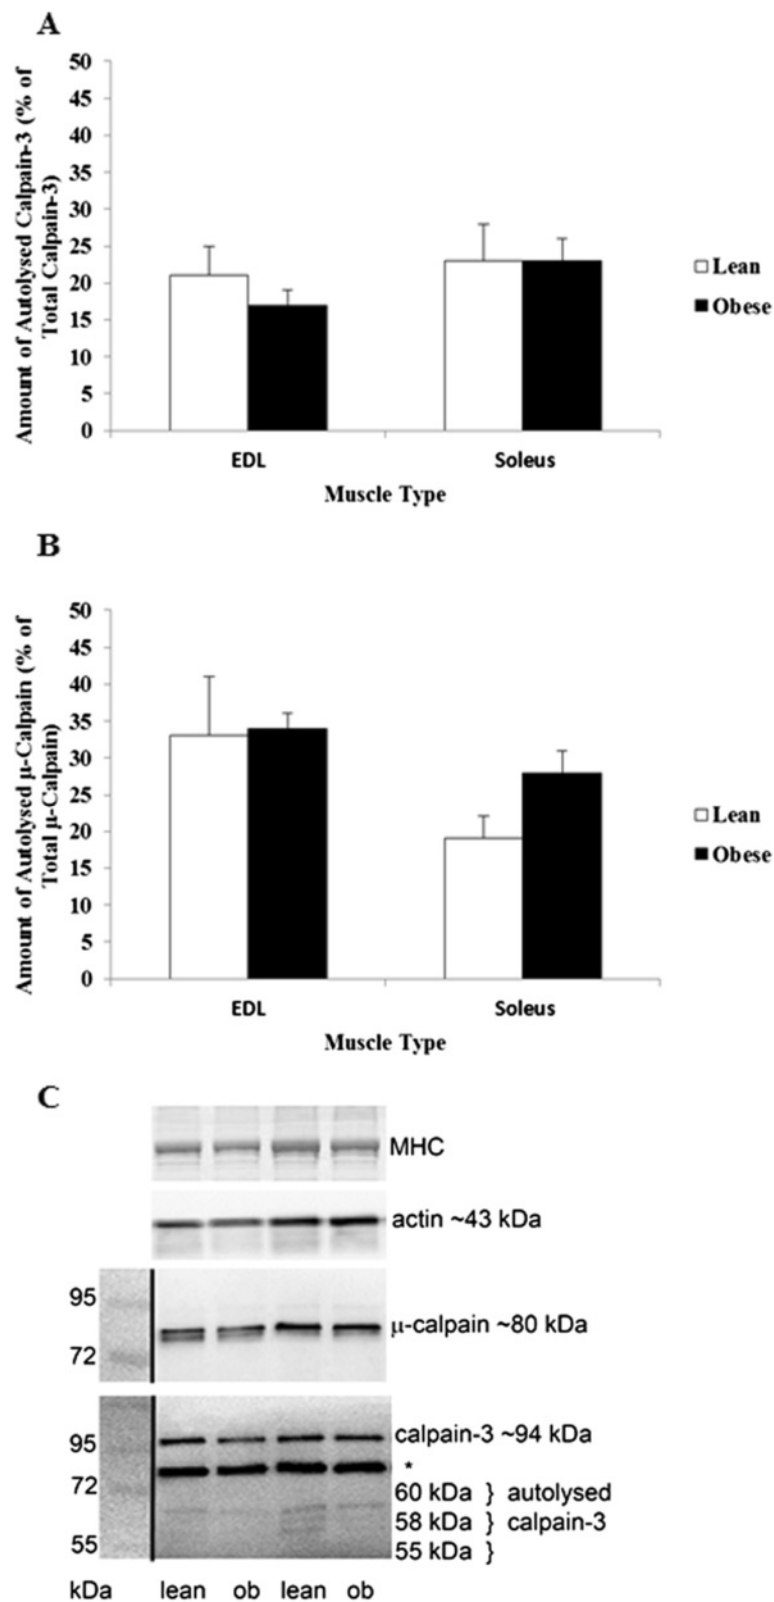 A
Amount of Autolysed Calpain-3 (% of
Total Calpain-3)
50
45
40
35
30
25
20
15
10
5
0
EDL
Soleus
Muscle Type
Lean
Obese
B
Amount of Autolysed µ-Calpain (% of
Total µ-Calpain)
50
45
40
35
30
25
20
15
10
5
0
EDL
Soleus
Muscle Type
Lean
Obese
C
MHC
actin ~43 kDa
95
72
µ-calpain ~80 kDa
95
72
55
calpain-3 ~94 kDa
*
60 kDa } autolysed
58 kDa } calpain-3
55 kDa }
kDa lean ob lean ob